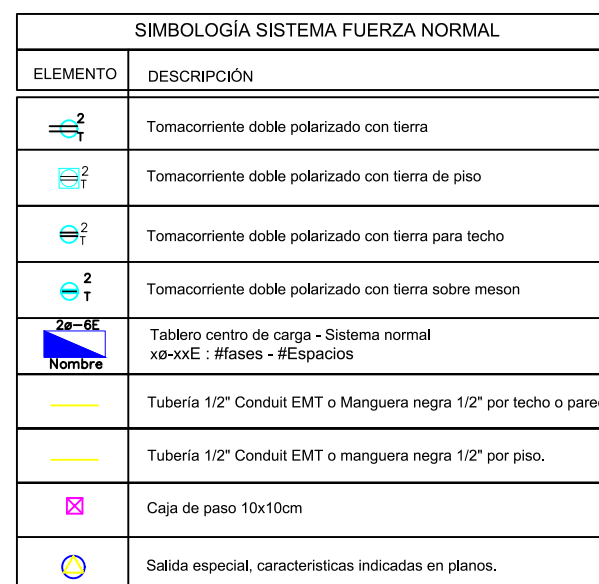 SIMBOLOGÍA SISTEMA FUERZA NORMAL
ELEMENTO DESCRIPCIÓN
2
T
Tomacorriente doble polarizado con tierra
2
T
Tomacorriente doble polarizado con tierra de piso
2
T
Tomacorriente doble polarizado con tierra para techo
2
T
Tomacorriente doble polarizado con tierra sobre meson
2ø-6E
Nombre
Tablero centro de carga - Sistema normal
xø-xxE : #fases - #Espacios
Tubería 1/2" Conduit EMT o Manguera negra 1/2" por techo o pare
Tubería 1/2" Conduit EMT o manguera negra 1/2" por piso.
Caja de paso 10x10cm
Salida especial, caracteristicas indicadas en planos.